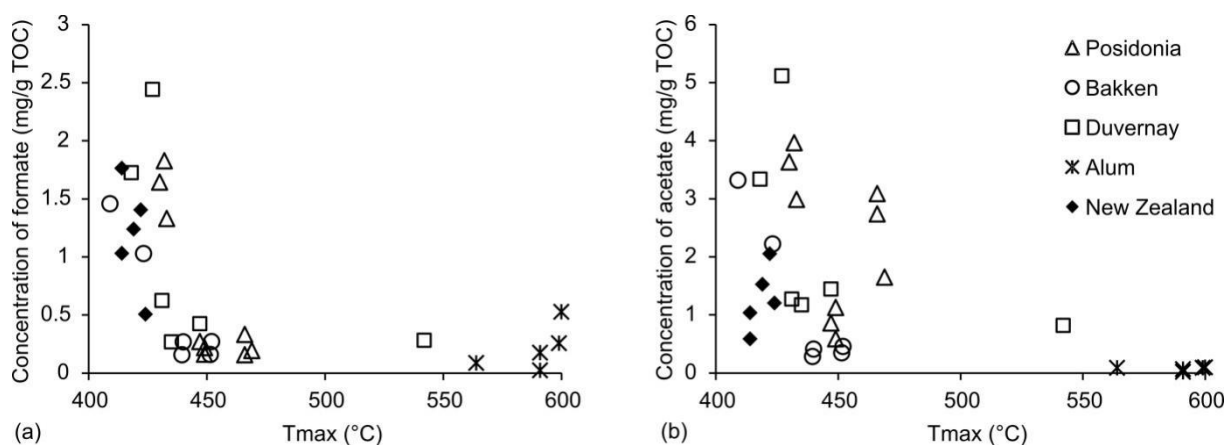 Concentration of formate (mg/g TOC)
3
2.5
2
1.5
1
0.5
0
400
450
500
550
600
Tmax (°C)
(a)
Concentration of acetate (mg/g TOC)
6
5
4
3
2
1
0
400
450
500
550
600
Tmax (°C)
(b)
Posidonia
Bakken
Duvernay
Alum
New Zealand